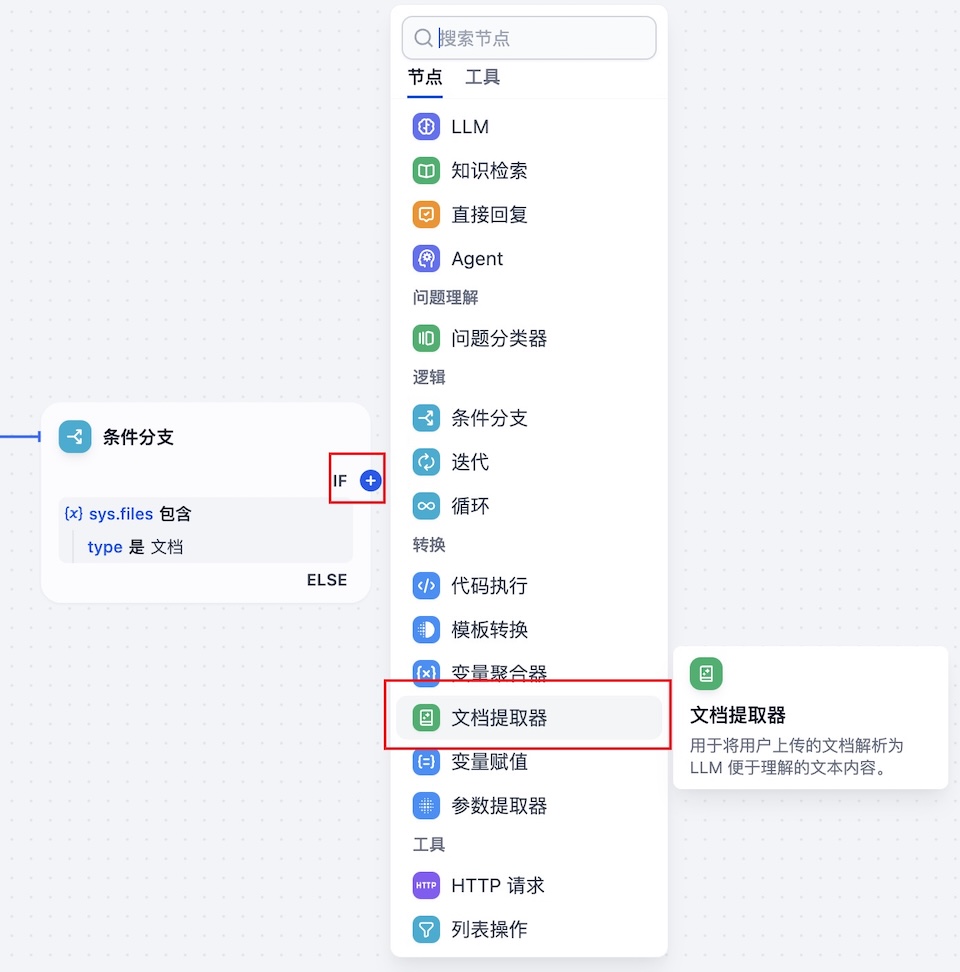 搜索节点
节点 工具
LLM
知识检索
直接回复
Agent
问题理解
问题分类器
逻辑
条件分支
迭代
循环
转换
代码执行
模板转换
{x} 变量聚合器
文档提取器
{=} 变量赋值
参数提取器
工具
HTTP HTTP 请求
列表操作
条件分支
IF
{x} sys.files 包含
type 是 文档
ELSE
文档提取器
用于将用户上传的文档解析为
LLM 便于理解的文本内容。